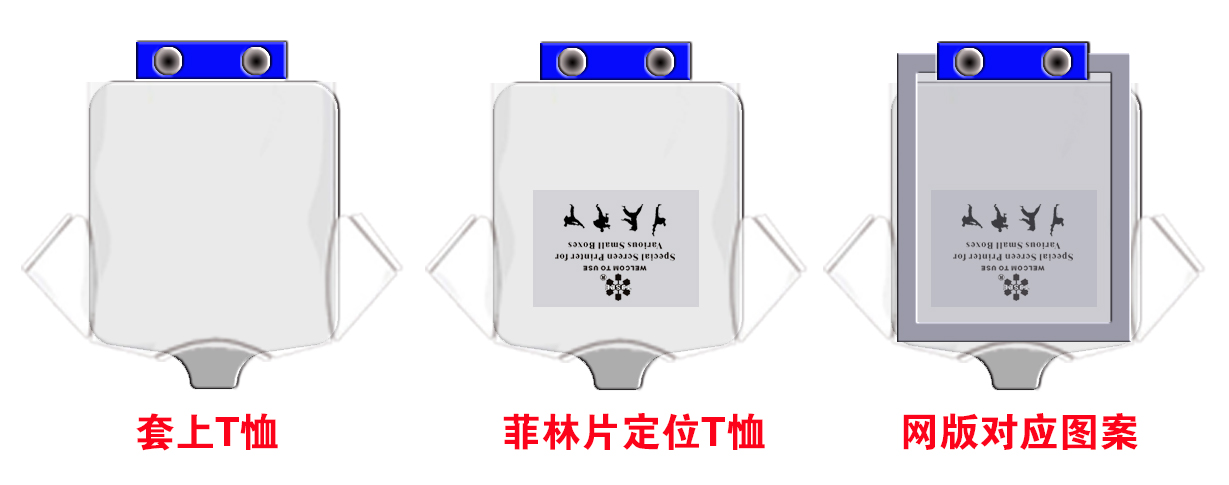 套上T恤
®
WELCOM TO USE
Special Screen Printer for
Various Small Boxes
菲林片定位T恤
®
WELCOM TO USE
Special Screen Printer for
Various Small Boxes
网版对应图案